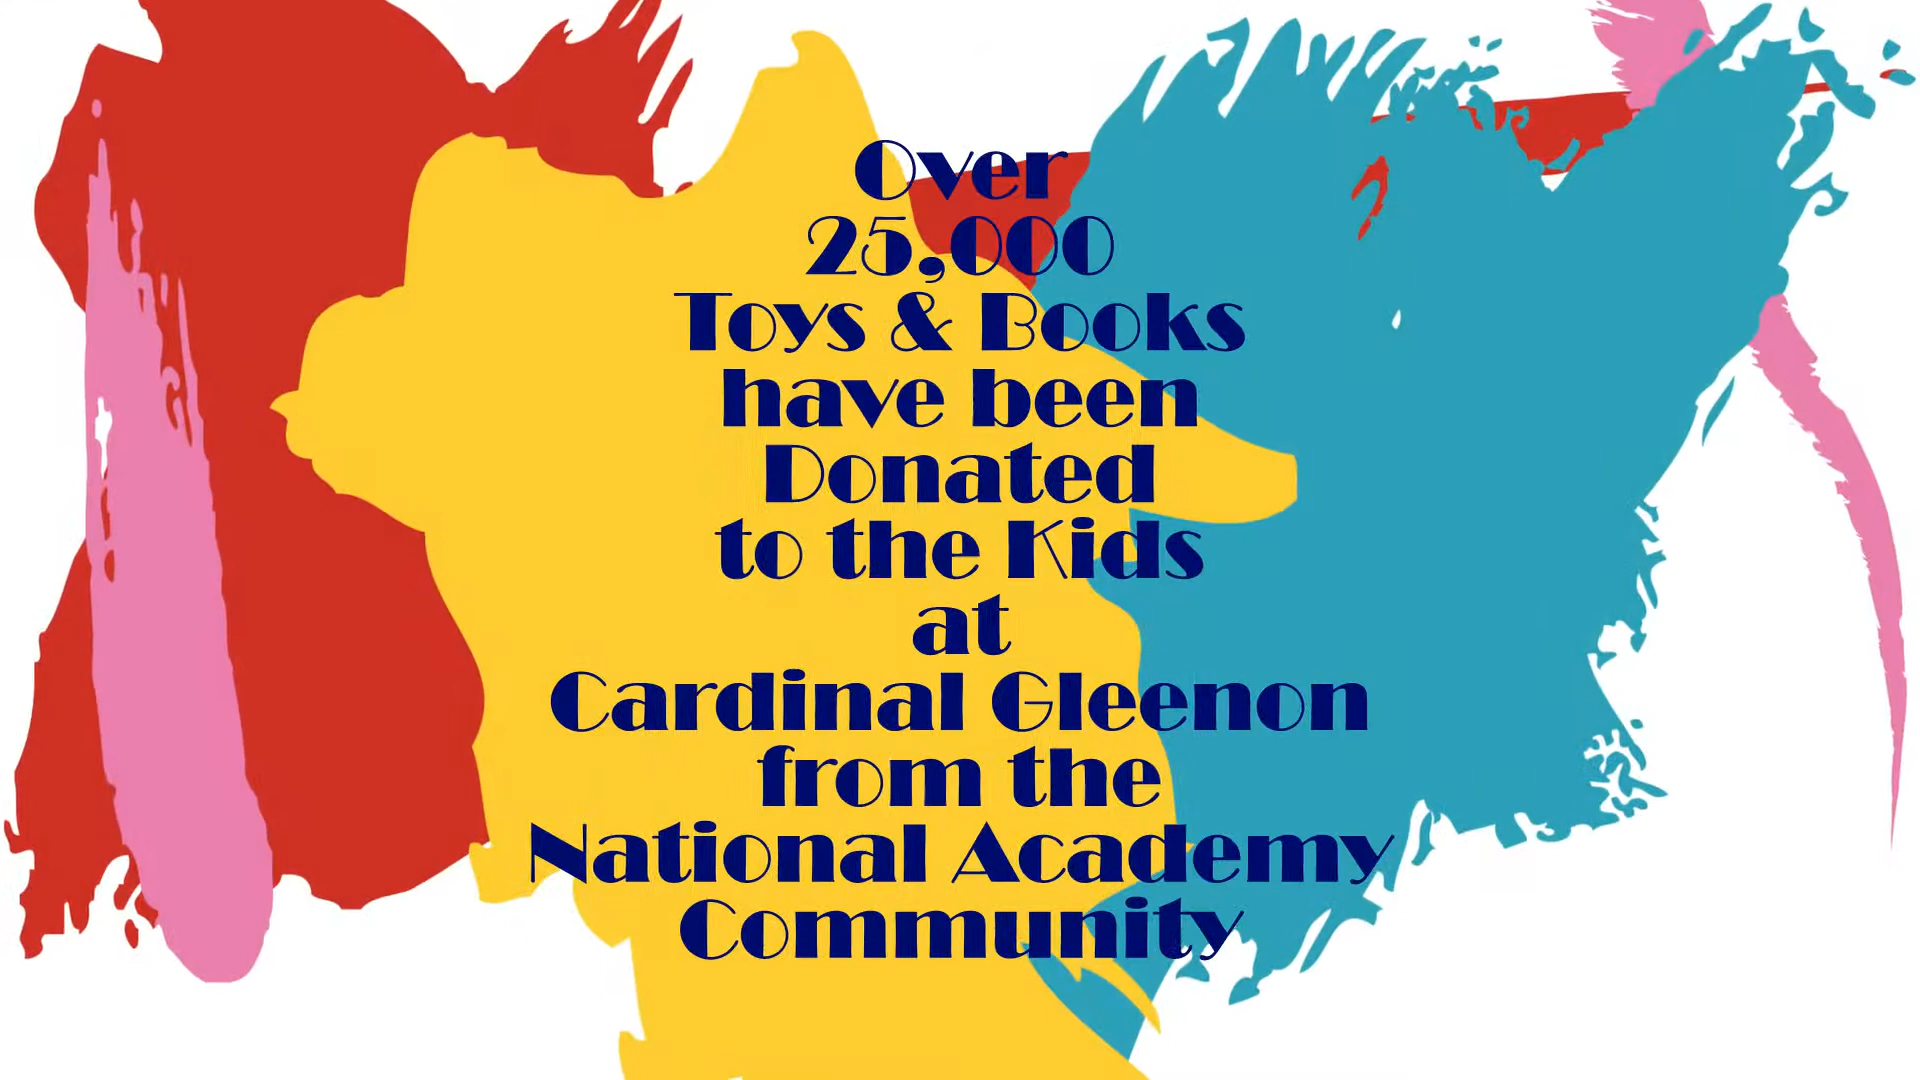 Over
25,000
Toys & Books
have been
Donated
to the Kids
at
Cardinal Gleenon
from the
National Academy
Community